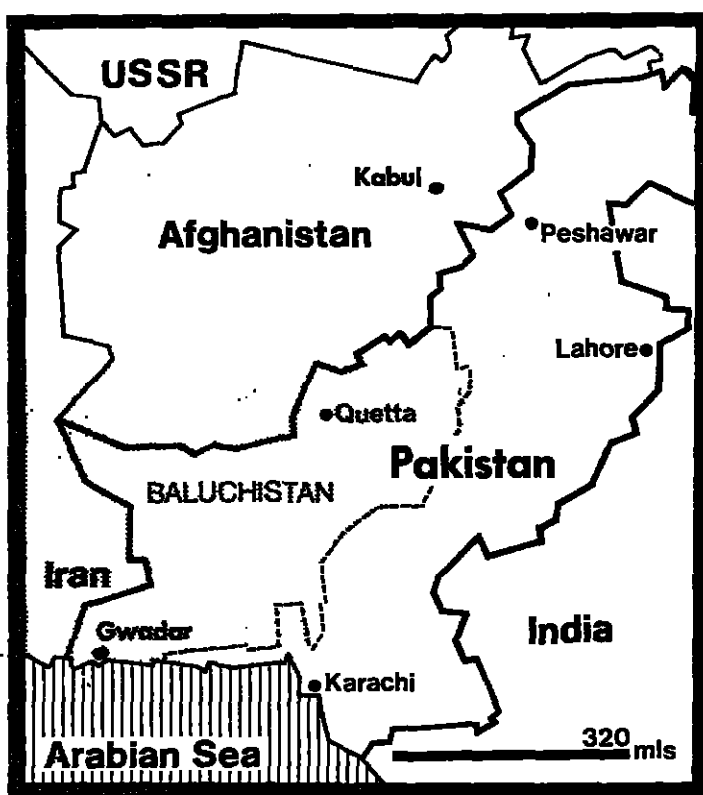 USSR
Kabul
Afghanistan
Peshawar
Lahore
Quetta
Pakistan
BALUCHISTAN
Iran
Gwadar
India
Karachi
320 mls
Arabian Sea